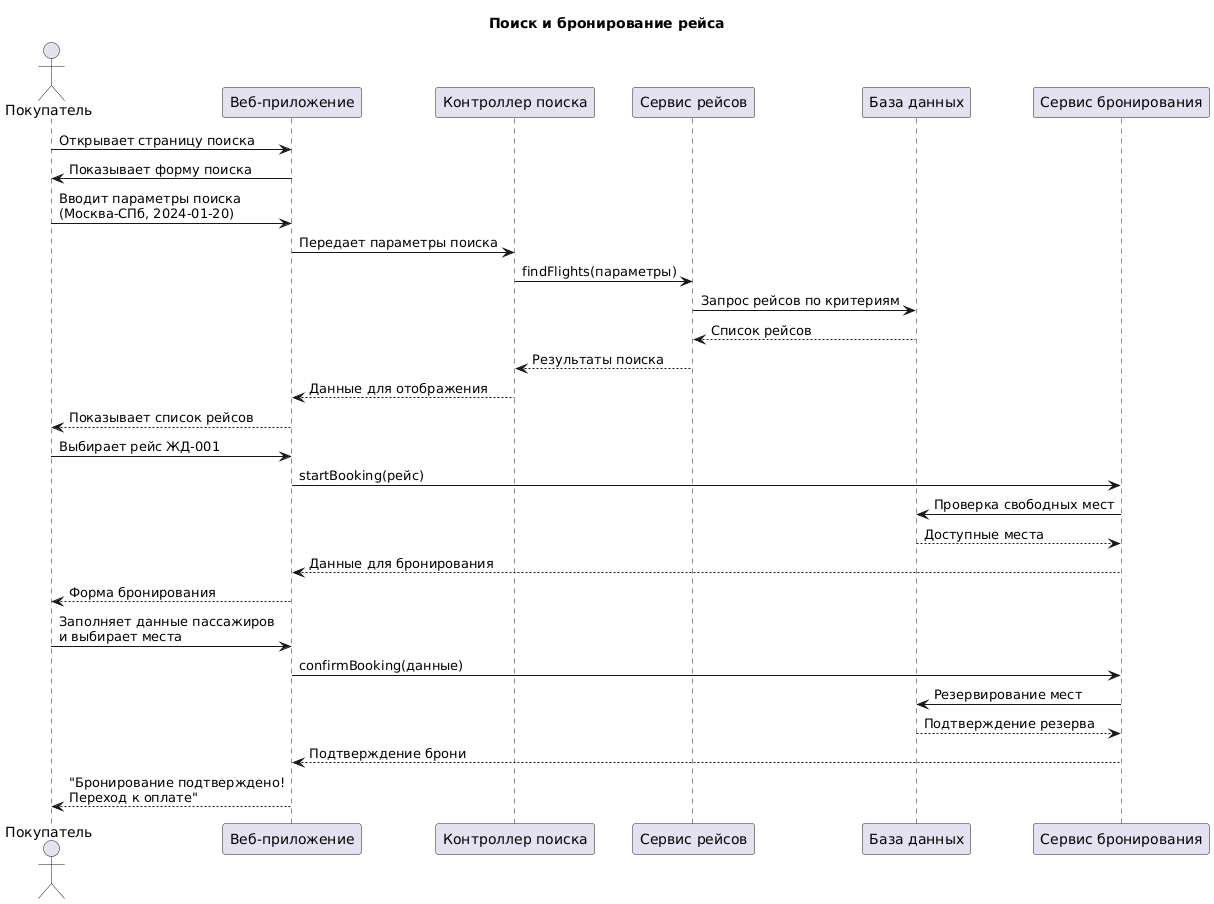 Поиск и бронирование рейса
Покупатель
Веб-приложение
Контроллер поиска
Сервис рейсов
База данных
Сервис бронирования
Открывает страницу поиска
Показывает форму поиска
Вводит параметры поиска
(Москва-СПб, 2024-01-20)
Передает параметры поиска
findFlights(параметры)
Запрос рейсов по критериям
Список рейсов
Результаты поиска
Данные для отображения
Показывает список рейсов
Выбирает рейс ЖД-001
startBooking(рейс)
Проверка свободных мест
Доступные места
Данные для бронирования
Форма бронирования
Заполняет данные пассажиров
и выбирает места
confirmBooking(данные)
Резервирование мест
Подтверждение резерва
Подтверждение брони
"Бронирование подтверждено!
Переход к оплате"
Покупатель
Веб-приложение
Контроллер поиска
Сервис рейсов
База данных
Сервис бронирования